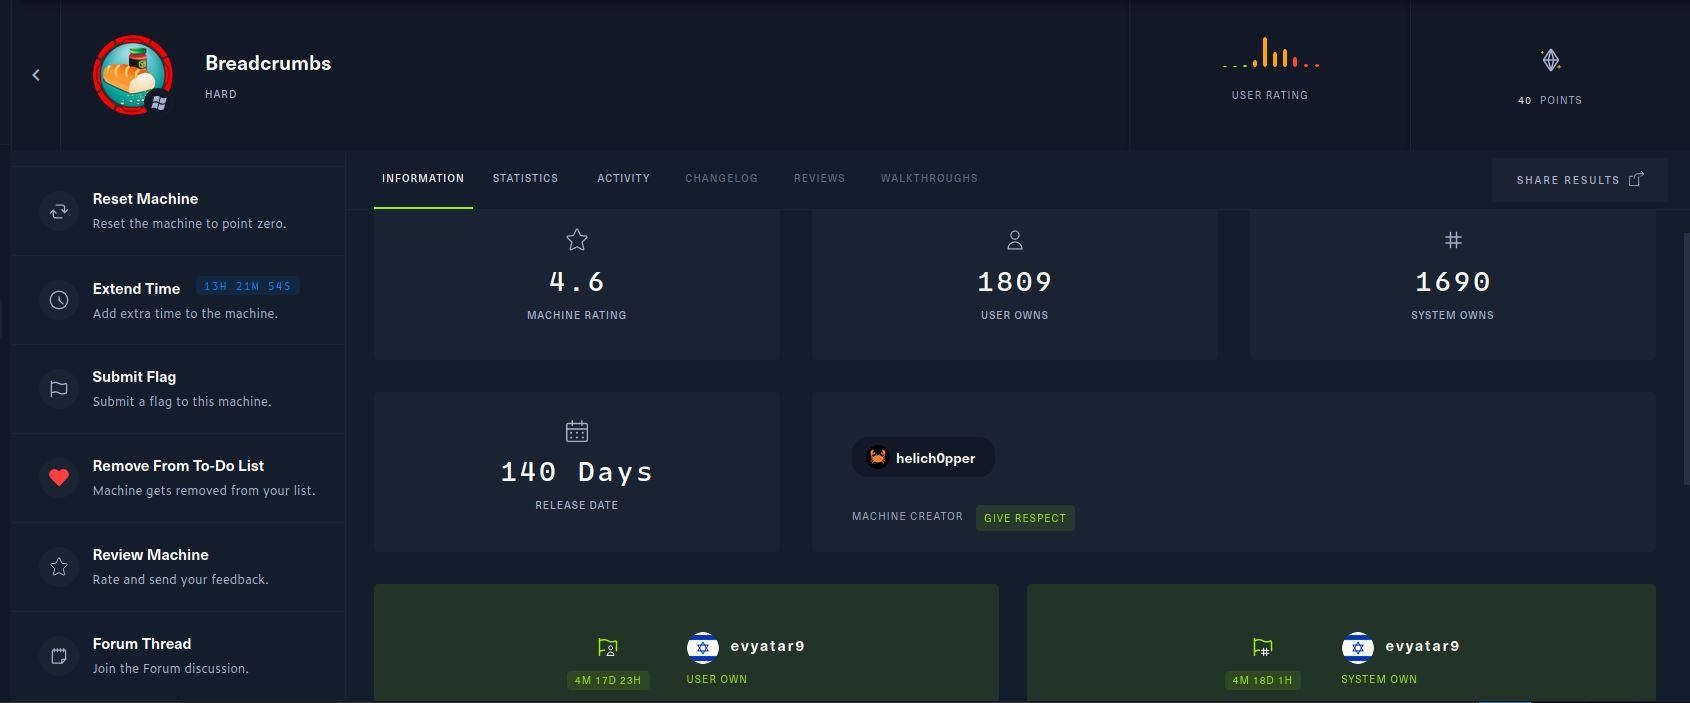 Breadcrumbs
HARD
USER RATING
40 POINTS
Reset Machine
Reset the machine to point zero.
Extend Time 13H 21M 54S
Add extra time to the machine.
Submit Flag
Submit a flag to this machine.
Remove From To-Do List
Machine gets removed from your list.
Review Machine
Rate and send your feedback.
Forum Thread
Join the Forum discussion.
INFORMATION STATISTICS ACTIVITY CHANGELOG REVIEWS WALKTHROUGHS
SHARE RESULTS
4.6
MACHINE RATING
1809
USER OWNS
1690
SYSTEM OWNS
140 Days
RELEASE DATE
helich0pper
MACHINE CREATOR GIVE RESPECT
evyatar9
4M 17D 23H USER OWN
evyatar9
4M 18D 1H SYSTEM OWN